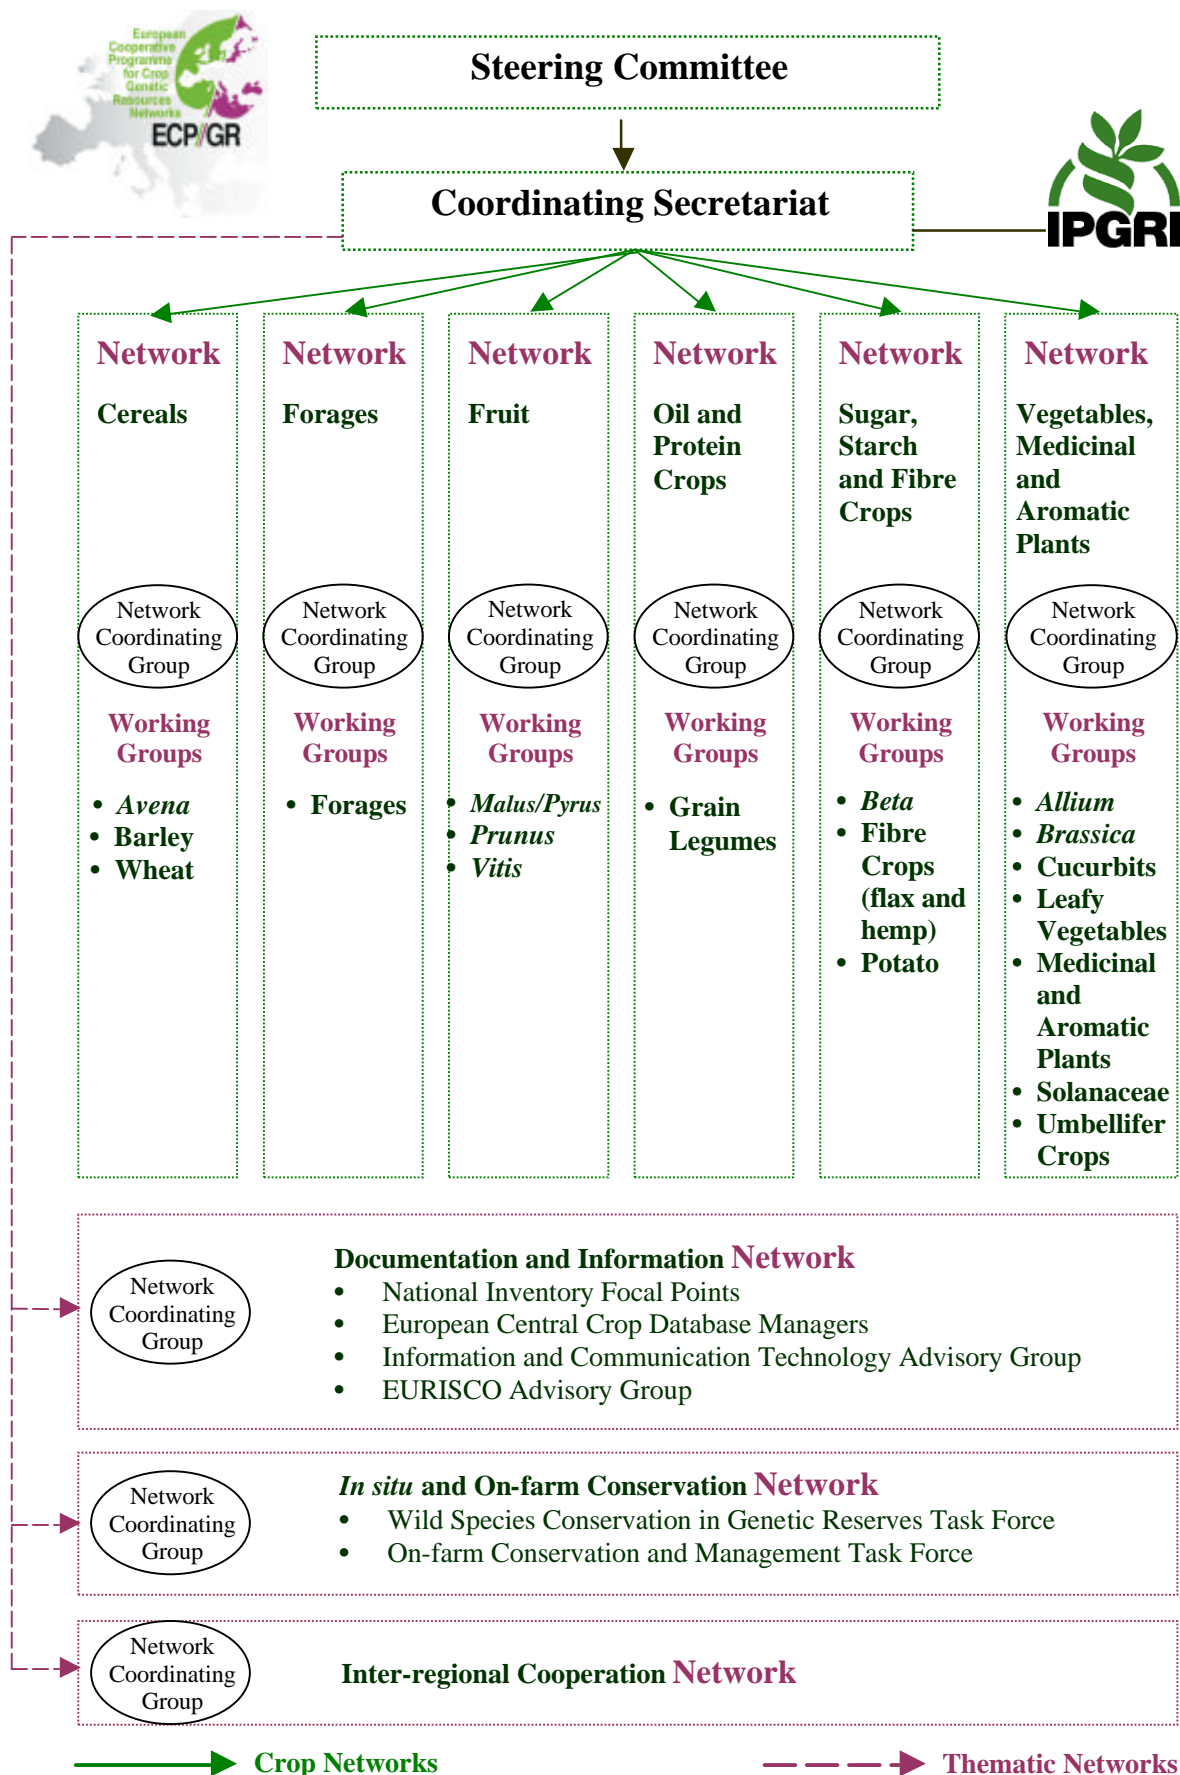 European
Cooperative
Programme
for Crop
Genetic
Resources
Networks
ECP/GR
Steering Committee
Coordinating Secretariat
IPGRI
Network
Cereals
Network
Coordinating
Group
Working
Groups
• Avena
• Barley
• Wheat
Network
Forages
Network
Coordinating
Group
Working
Groups
• Forages
Network
Fruit
Network
Coordinating
Group
Working
Groups
• Malus/Pyrus
• Prunus
• Vitis
Network
Oil and
Protein
Crops
Network
Coordinating
Group
Working
Groups
• Grain
Legumes
Network
Sugar,
Starch
and Fibre
Crops
Network
Coordinating
Group
Working
Groups
• Beta
• Fibre
Crops
(flax and
hemp)
• Potato
Network
Vegetables,
Medicinal
and
Aromatic
Plants
Network
Coordinating
Group
Working
Groups
• Allium
• Brassica
• Cucurbits
• Leafy
Vegetables
• Medicinal
and
Aromatic
Plants
• Solanaceae
• Umbellifer
Crops
Network
Coordinating
Group
Documentation and Information Network
• National Inventory Focal Points
• European Central Crop Database Managers
• Information and Communication Technology Advisory Group
• EURISCO Advisory Group
Network
Coordinating
Group
In situ and On-farm Conservation Network
• Wild Species Conservation in Genetic Reserves Task Force
• On-farm Conservation and Management Task Force
Network
Coordinating
Group
Inter-regional Cooperation Network
Crop Networks
Thematic Networks